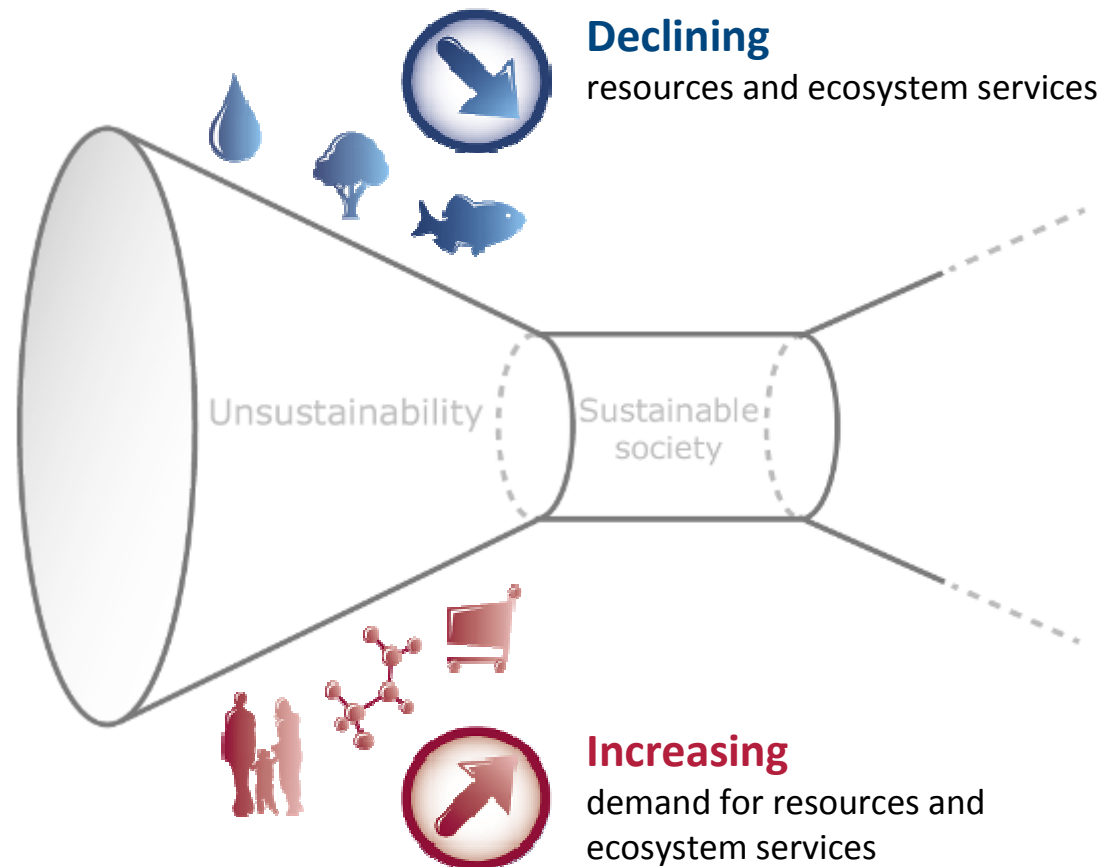 Declining
resources and ecosystem services
Unsustainability
Sustainable
society
Increasing
demand for resources and
ecosystem services